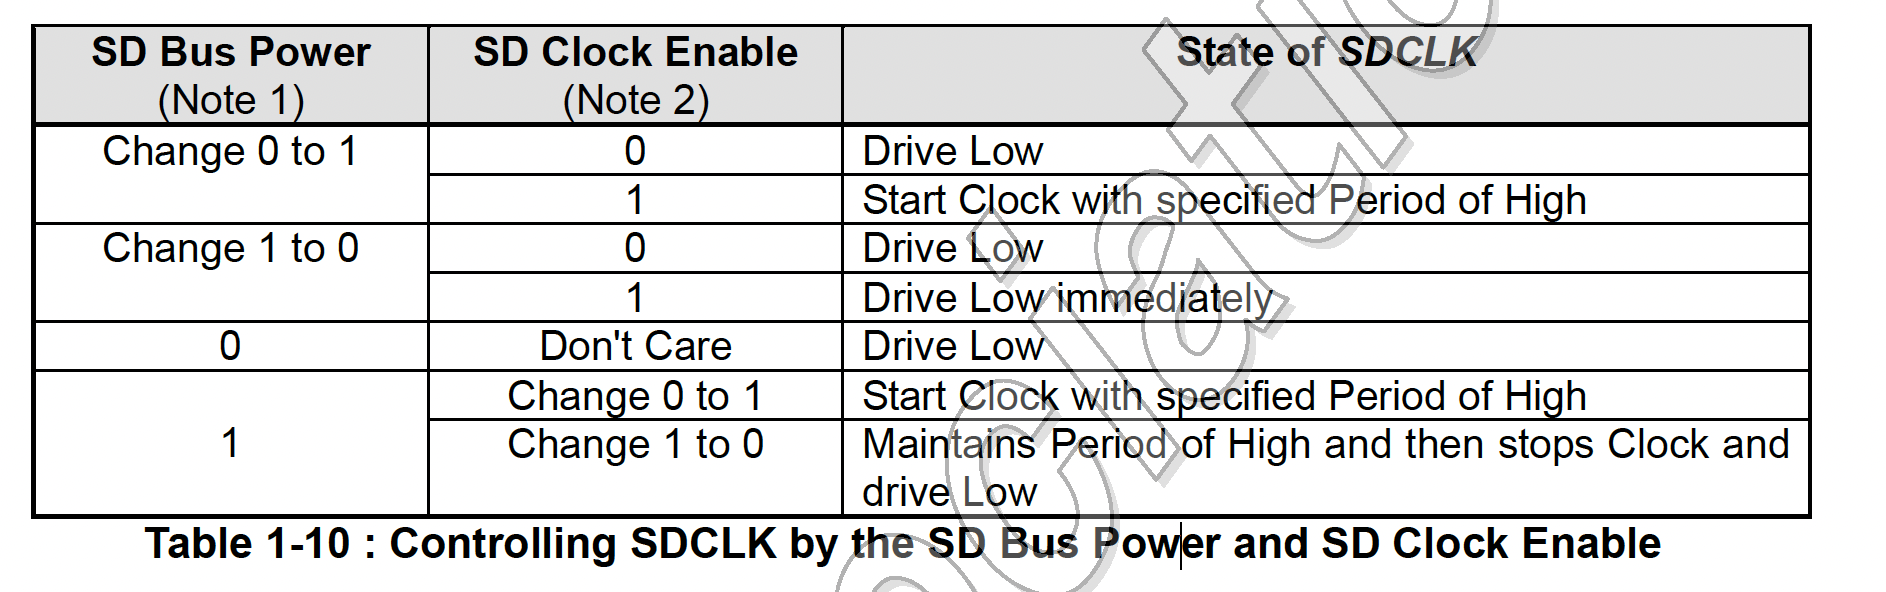 SD Bus Power SD Clock Enable State of SDCLK
(Note 1) (Note 2)
Change 0 to 1 0 Drive Low
1 Start Clock with specified Period of High
Change 1 to 0 0 Drive Low
1 Drive Low immediately
0 Don't Care Drive Low
1 Change 0 to 1 Start Clock with specified Period of High
Change 1 to 0 Maintains Period of High and then stops Clock and
drive Low
Table 1-10 : Controlling SDCLK by the SD Bus Power and SD Clock Enable